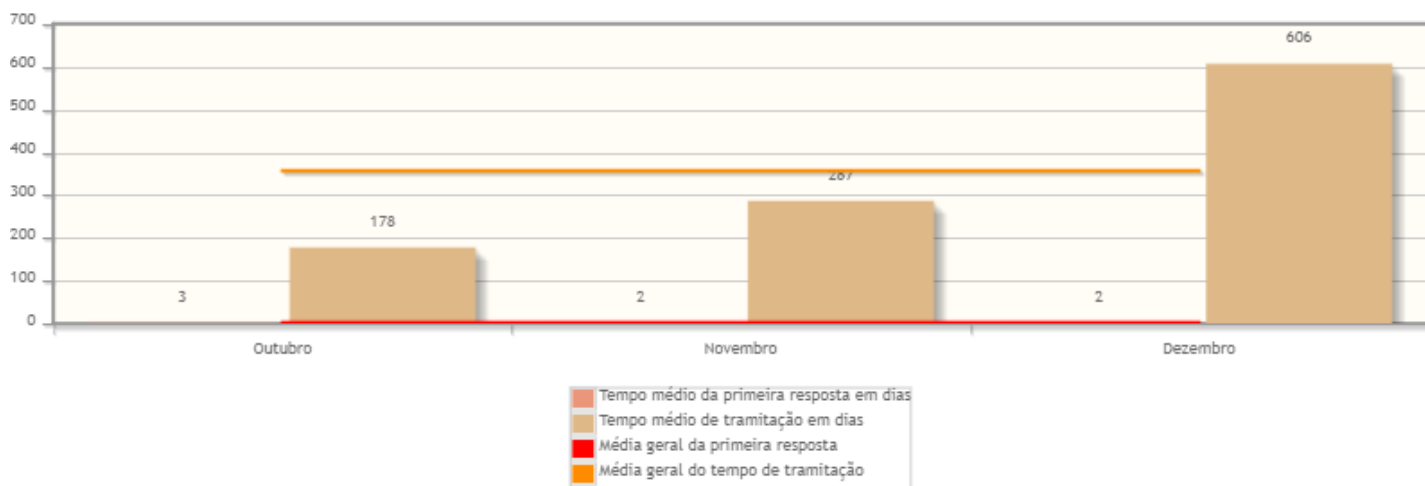 700
606
600
500
400
300
287
200
178
100
3
2
2
0
Outubro
Novembro
Dezembro
Tempo médio da primeira resposta em dias
Tempo médio de tramitação em dias
Média geral da primeira resposta
Média geral do tempo de tramitação